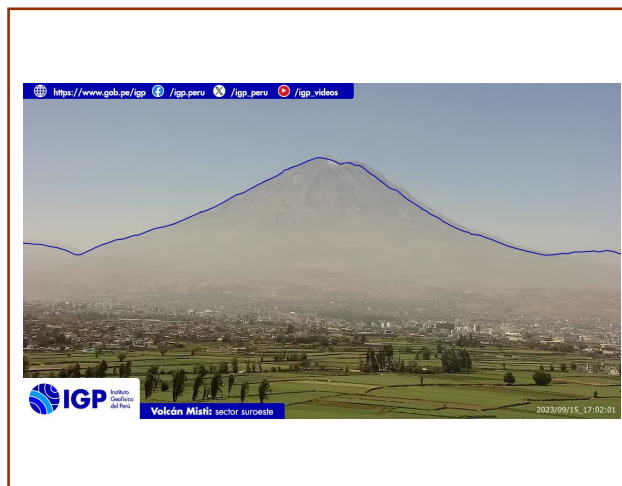 https://www.gob.pe/igp /igp.peru /igp_peru /igp_videos
IGP
Instituto
Geofísico
del Perú
Volcán Misti: sector suroeste
2023/09/15_17:02:01